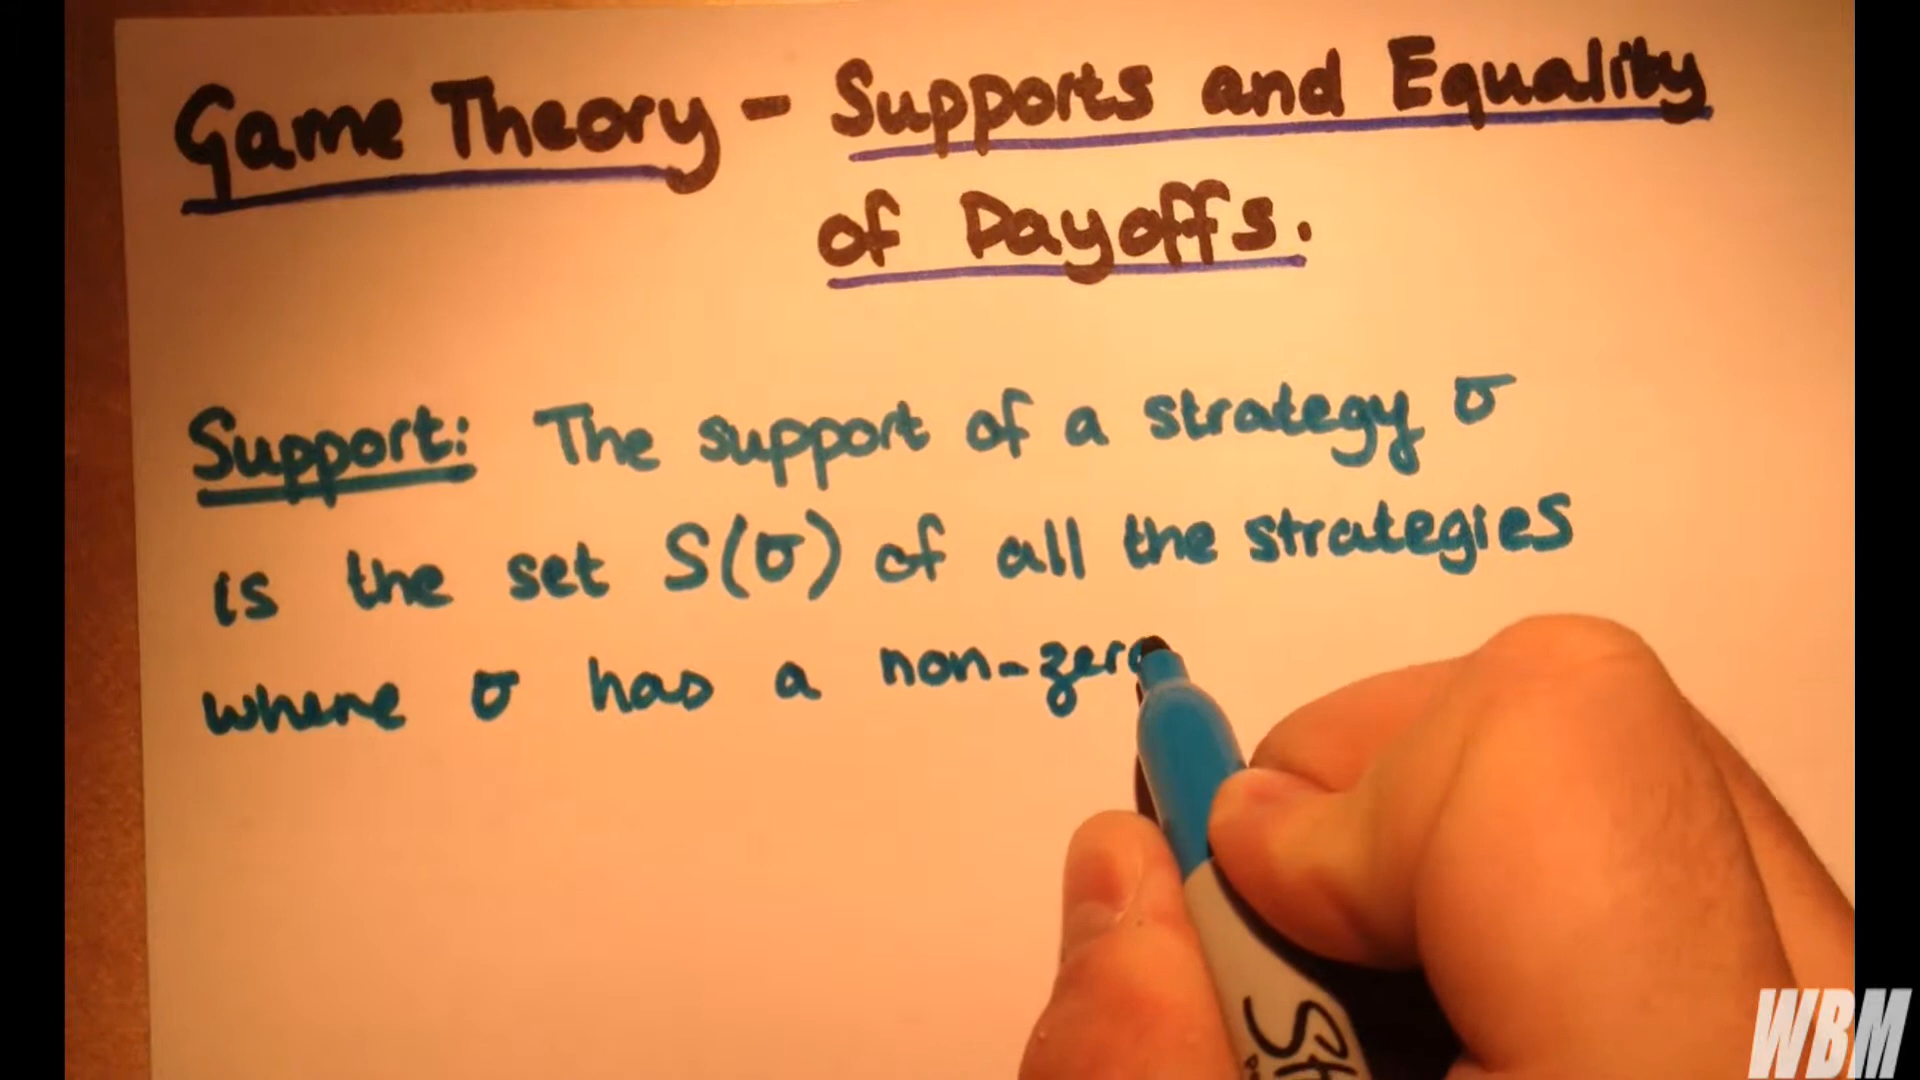 Game Theory - Supports and Equality
of Payoffs.
Support: The support of a strategy σ
is the set S(σ) of all the strategies
where σ has a non-zero
WBM